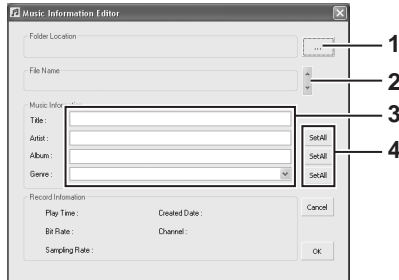 Music Information Editor
Folder Location
... 1
File Name
2
Music Information
3
Title :
Artist : SetAll 4
Album : SetAll
Genre : SetAll
Record Infomation
Play Time : Created Date : Cancel
Bit Rate : Channel :
Sampling Rate : OK